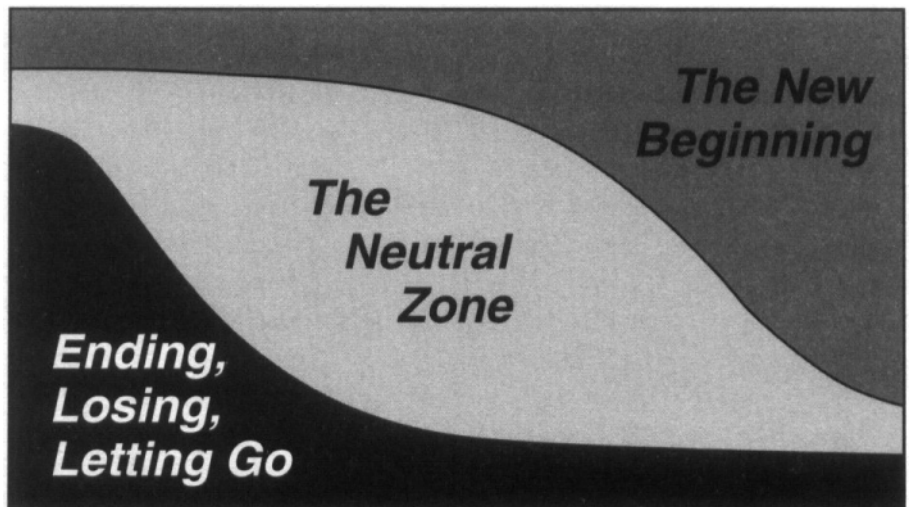 Ending,
Losing,
Letting Go
The
Neutral
Zone
The New
Beginning